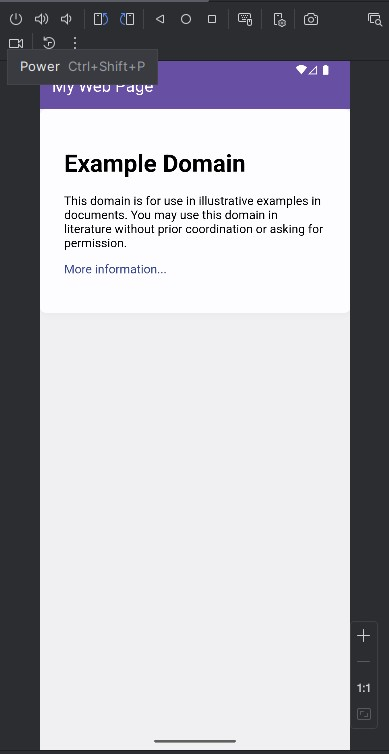 Power Ctrl+Shift+P
My Web Page
Example Domain
This domain is for use in illustrative examples in
documents. You may use this domain in
literature without prior coordination or asking for
permission.
More information...
1:1